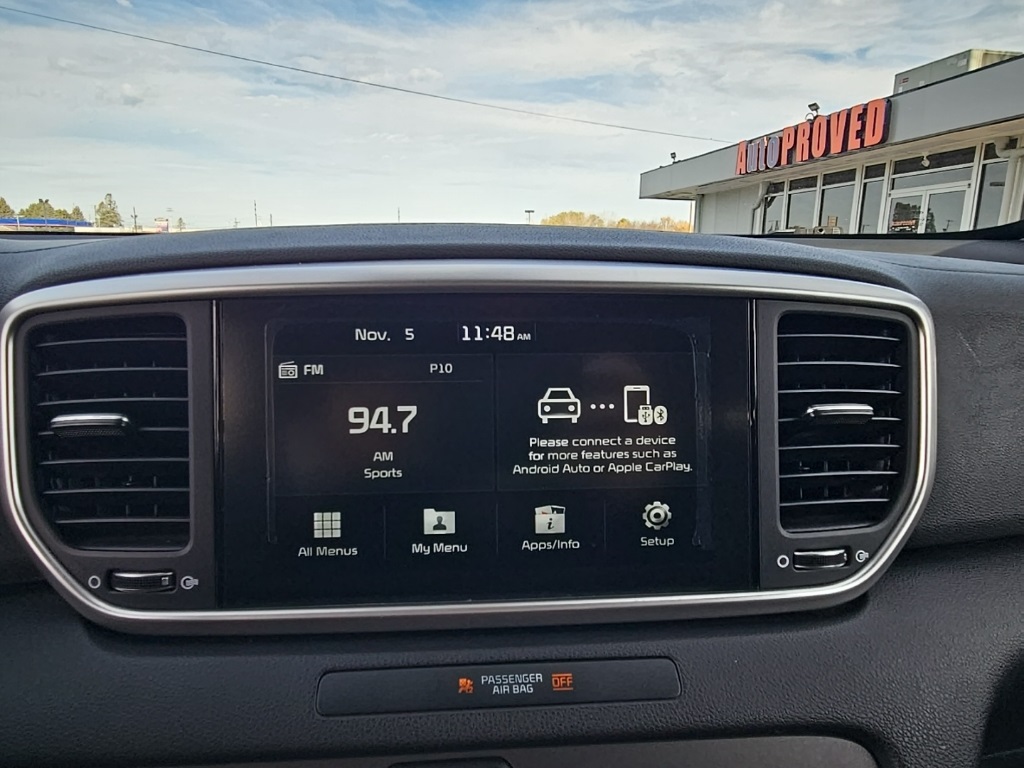 AutoPROVED
Nov. 5 11:48 AM
FM P10
94.7
AM
Sports
Please connect a device
for more features such as
Android Auto or Apple CarPlay.
All Menus My Menu Apps/Info Setup
PASSENGER
AIR BAG OFF